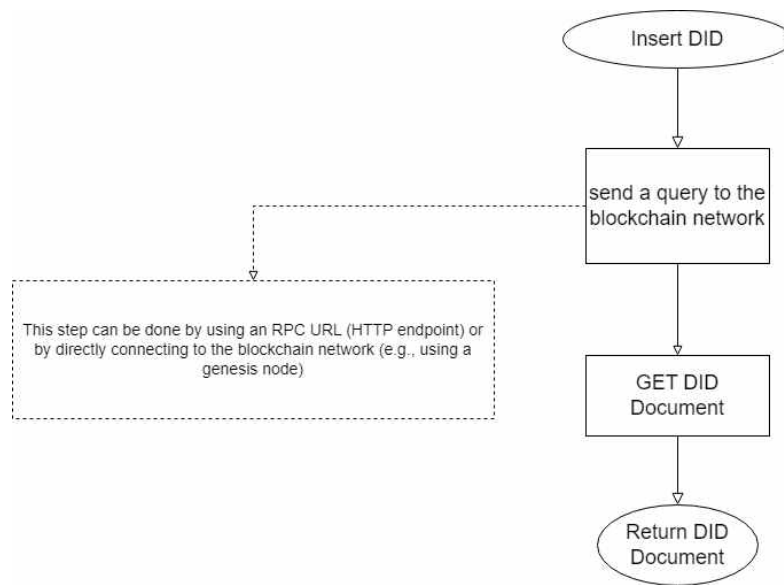 Insert DID
send a query to the
blockchain network
This step can be done by using an RPC URL (HTTP endpoint) or
by directly connecting to the blockchain network (e.g., using a
genesis node)
GET DID
Document
Return DID
Document